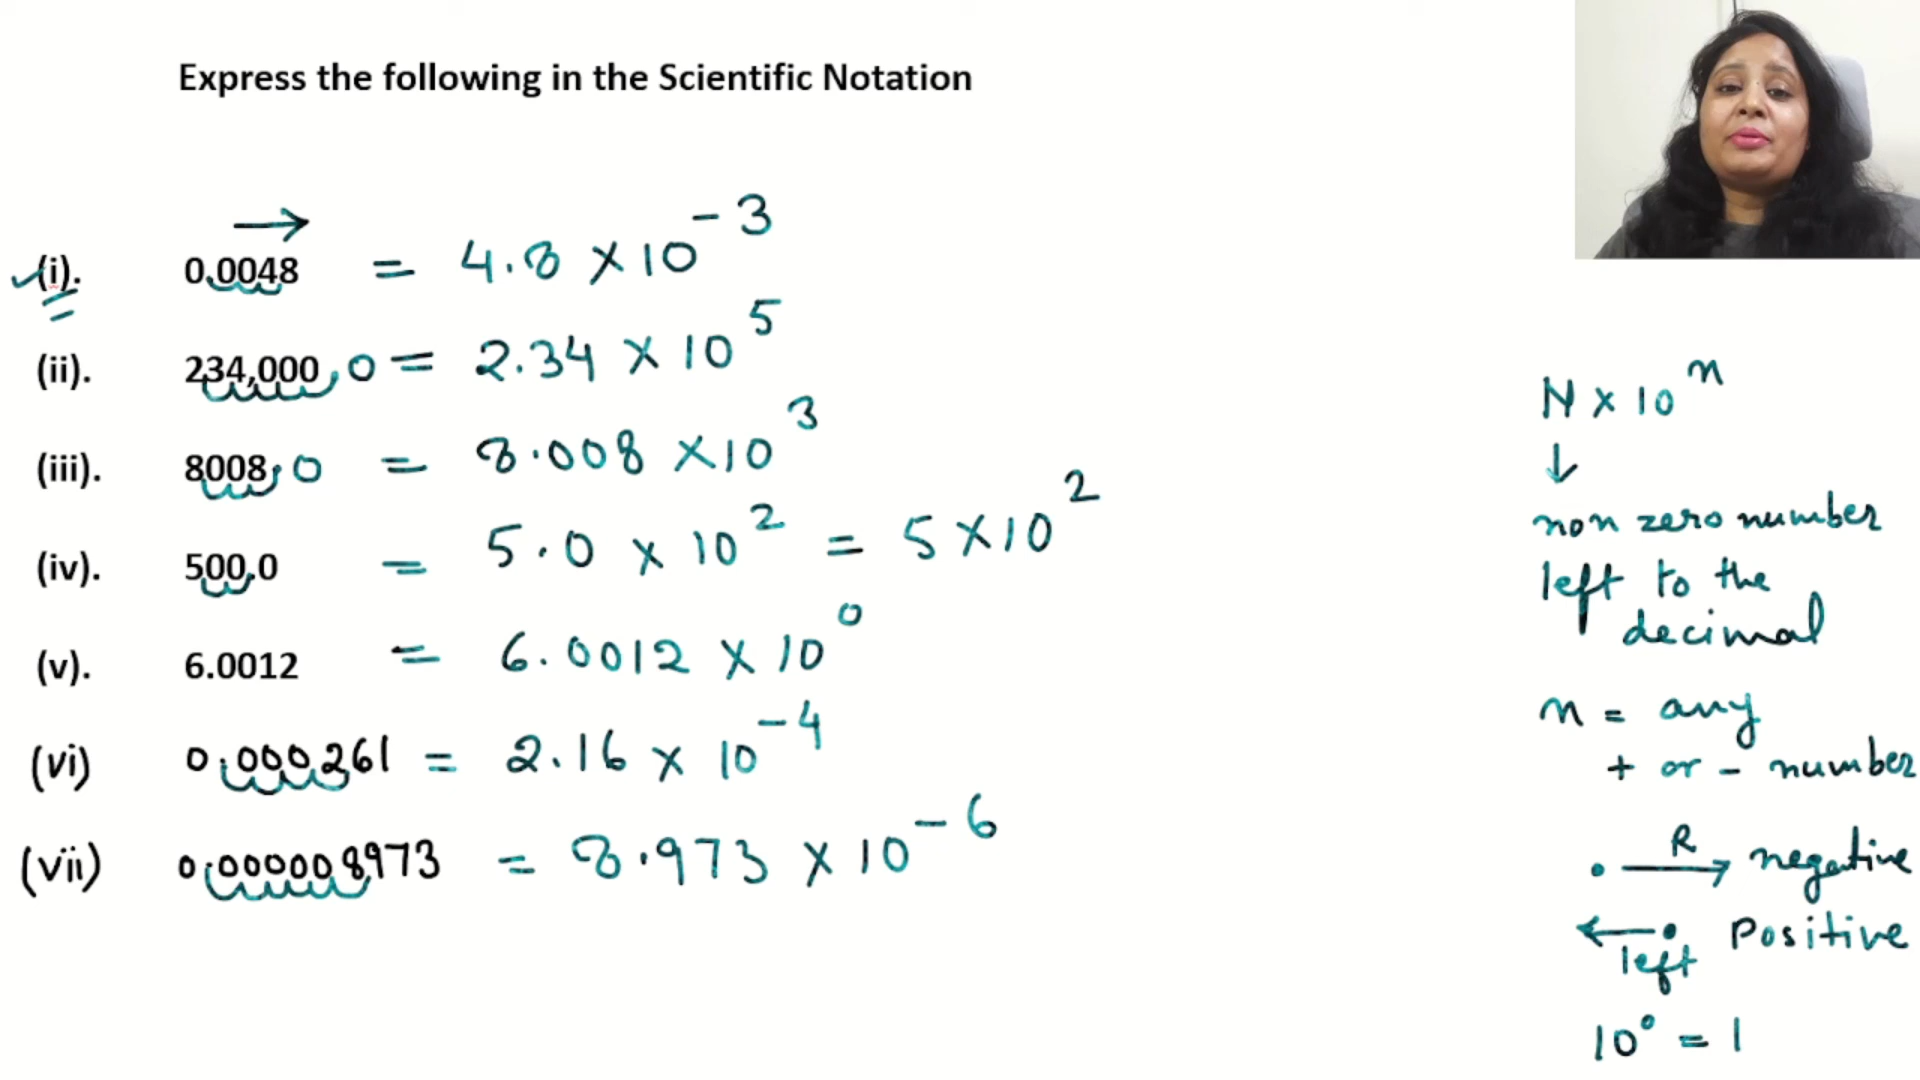 Express the following in the Scientific Notation
(i). 0.0048 = 4.8 × 10⁻³
(ii). 234,000.0 = 2.34 × 10⁵
(iii). 8008.0 = 8.008 × 10³
(iv). 500.0 = 5.0 × 10² = 5 × 10²
(v). 6.0012 = 6.0012 × 10⁰
(vi) 0.000261 = 2.16 × 10⁻⁴
(vii) 0.000008973 = 8.973 × 10⁻⁶
N × 10ⁿ
↓
non zero number
left to the
decimal
n = any
+ or - number
R
. → negative
← . Positive
left
10⁰ = 1